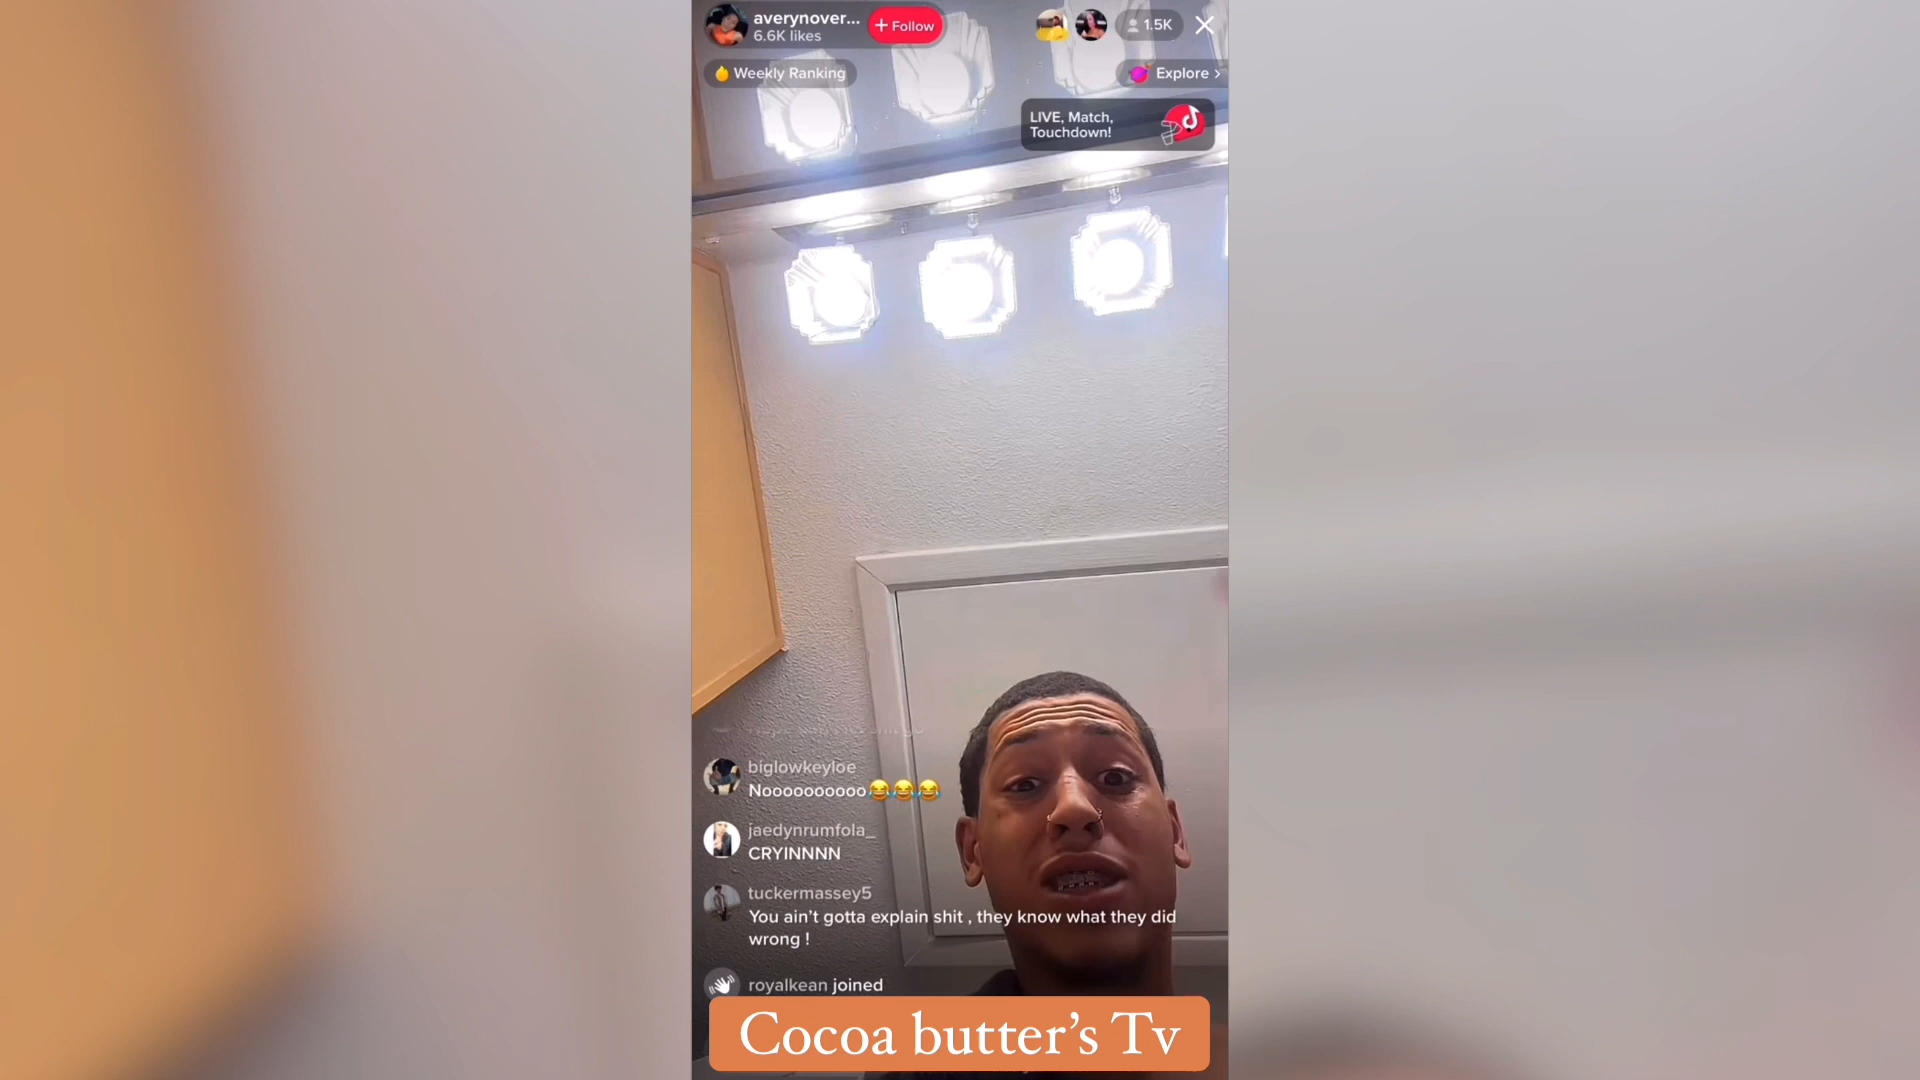 averynover...
6.6K likes
+ Follow
1.5K
Weekly Ranking
Explore >
LIVE, Match,
Touchdown!
biglowkeyloe
Noooooooooo😂😂😂
jaedynrumfola_
CRYINNNN
tuckermassey5
You ain't gotta explain shit , they know what they did
wrong !
royalkean joined
Cocoa butter's Tv